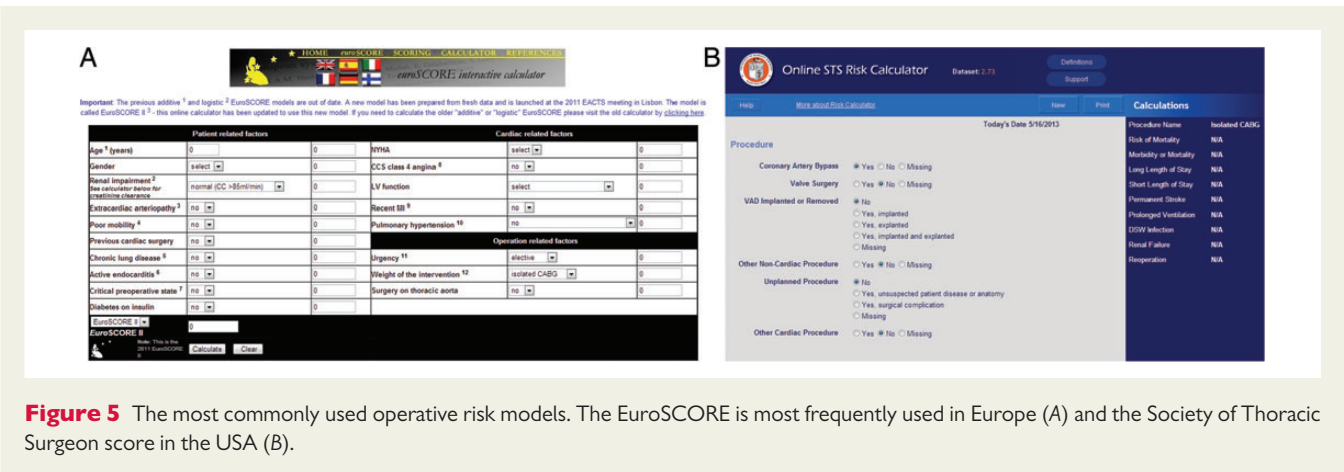 A
HOME euroSCORE SCORING CALCULATOR REFERENCES
euroSCORE interactive calculator
Important: The previous additive 1 and logistic 2 EuroSCORE models are out of date. A new model has been prepared from fresh data and is launched at the 2011 EACTS meeting in Lisbon. The model is
called EuroSCORE II 3 - this online calculator has been updated to use this new model. If you need to calculate the older "additive" or "logistic" EuroSCORE please visit the old calculator by clicking here.
Patient related factors Cardiac related factors
Age 1 (years) 0 0 NYHA select 0
Gender select 0 CCS class 4 angina 8 no 0
Renal impairment 2
See calculator below for
creatinine clearance
normal (CC >85ml/min) 0 LV function select 0
Extracardiac arteriopathy 3 no 0 Recent MI 9 no 0
Poor mobility 4 no 0 Pulmonary hypertension 10 no 0
Previous cardiac surgery no 0 Operation related factors
Chronic lung disease 5 no 0 Urgency 11 elective 0
Active endocarditis 6 no 0 Weight of the intervention 12 isolated CABG 0
Critical preoperative state 7 no 0 Surgery on thoracic aorta no 0
Diabetes on insulin no 0
EuroSCORE II
EuroSCORE II 0
Note: This is the
2011 EuroSCORE
II
Calculate Clear
B
Online STS Risk Calculator Dataset: 2.73
Definitions
Support
Help More about Risk Calculator New Print Calculations
Today's Date 5/16/2013
Procedure
Coronary Artery Bypass Yes No Missing
Valve Surgery Yes No Missing
VAD Implanted or Removed No
Yes, implanted
Yes, explanted
Yes, implanted and explanted
Missing
Other Non-Cardiac Procedure Yes No Missing
Unplanned Procedure No
Yes, unsuspected patient disease or anatomy
Yes, surgical complication
Missing
Other Cardiac Procedure Yes No Missing
Procedure Name Isolated CABG
Risk of Mortality N/A
Morbidity or Mortality N/A
Long Length of Stay N/A
Short Length of Stay N/A
Permanent Stroke N/A
Prolonged Ventilation N/A
DSW Infection N/A
Renal Failure N/A
Reoperation N/A
Figure 5 The most commonly used operative risk models. The EuroSCORE is most frequently used in Europe (A) and the Society of Thoracic
Surgeon score in the USA (B).